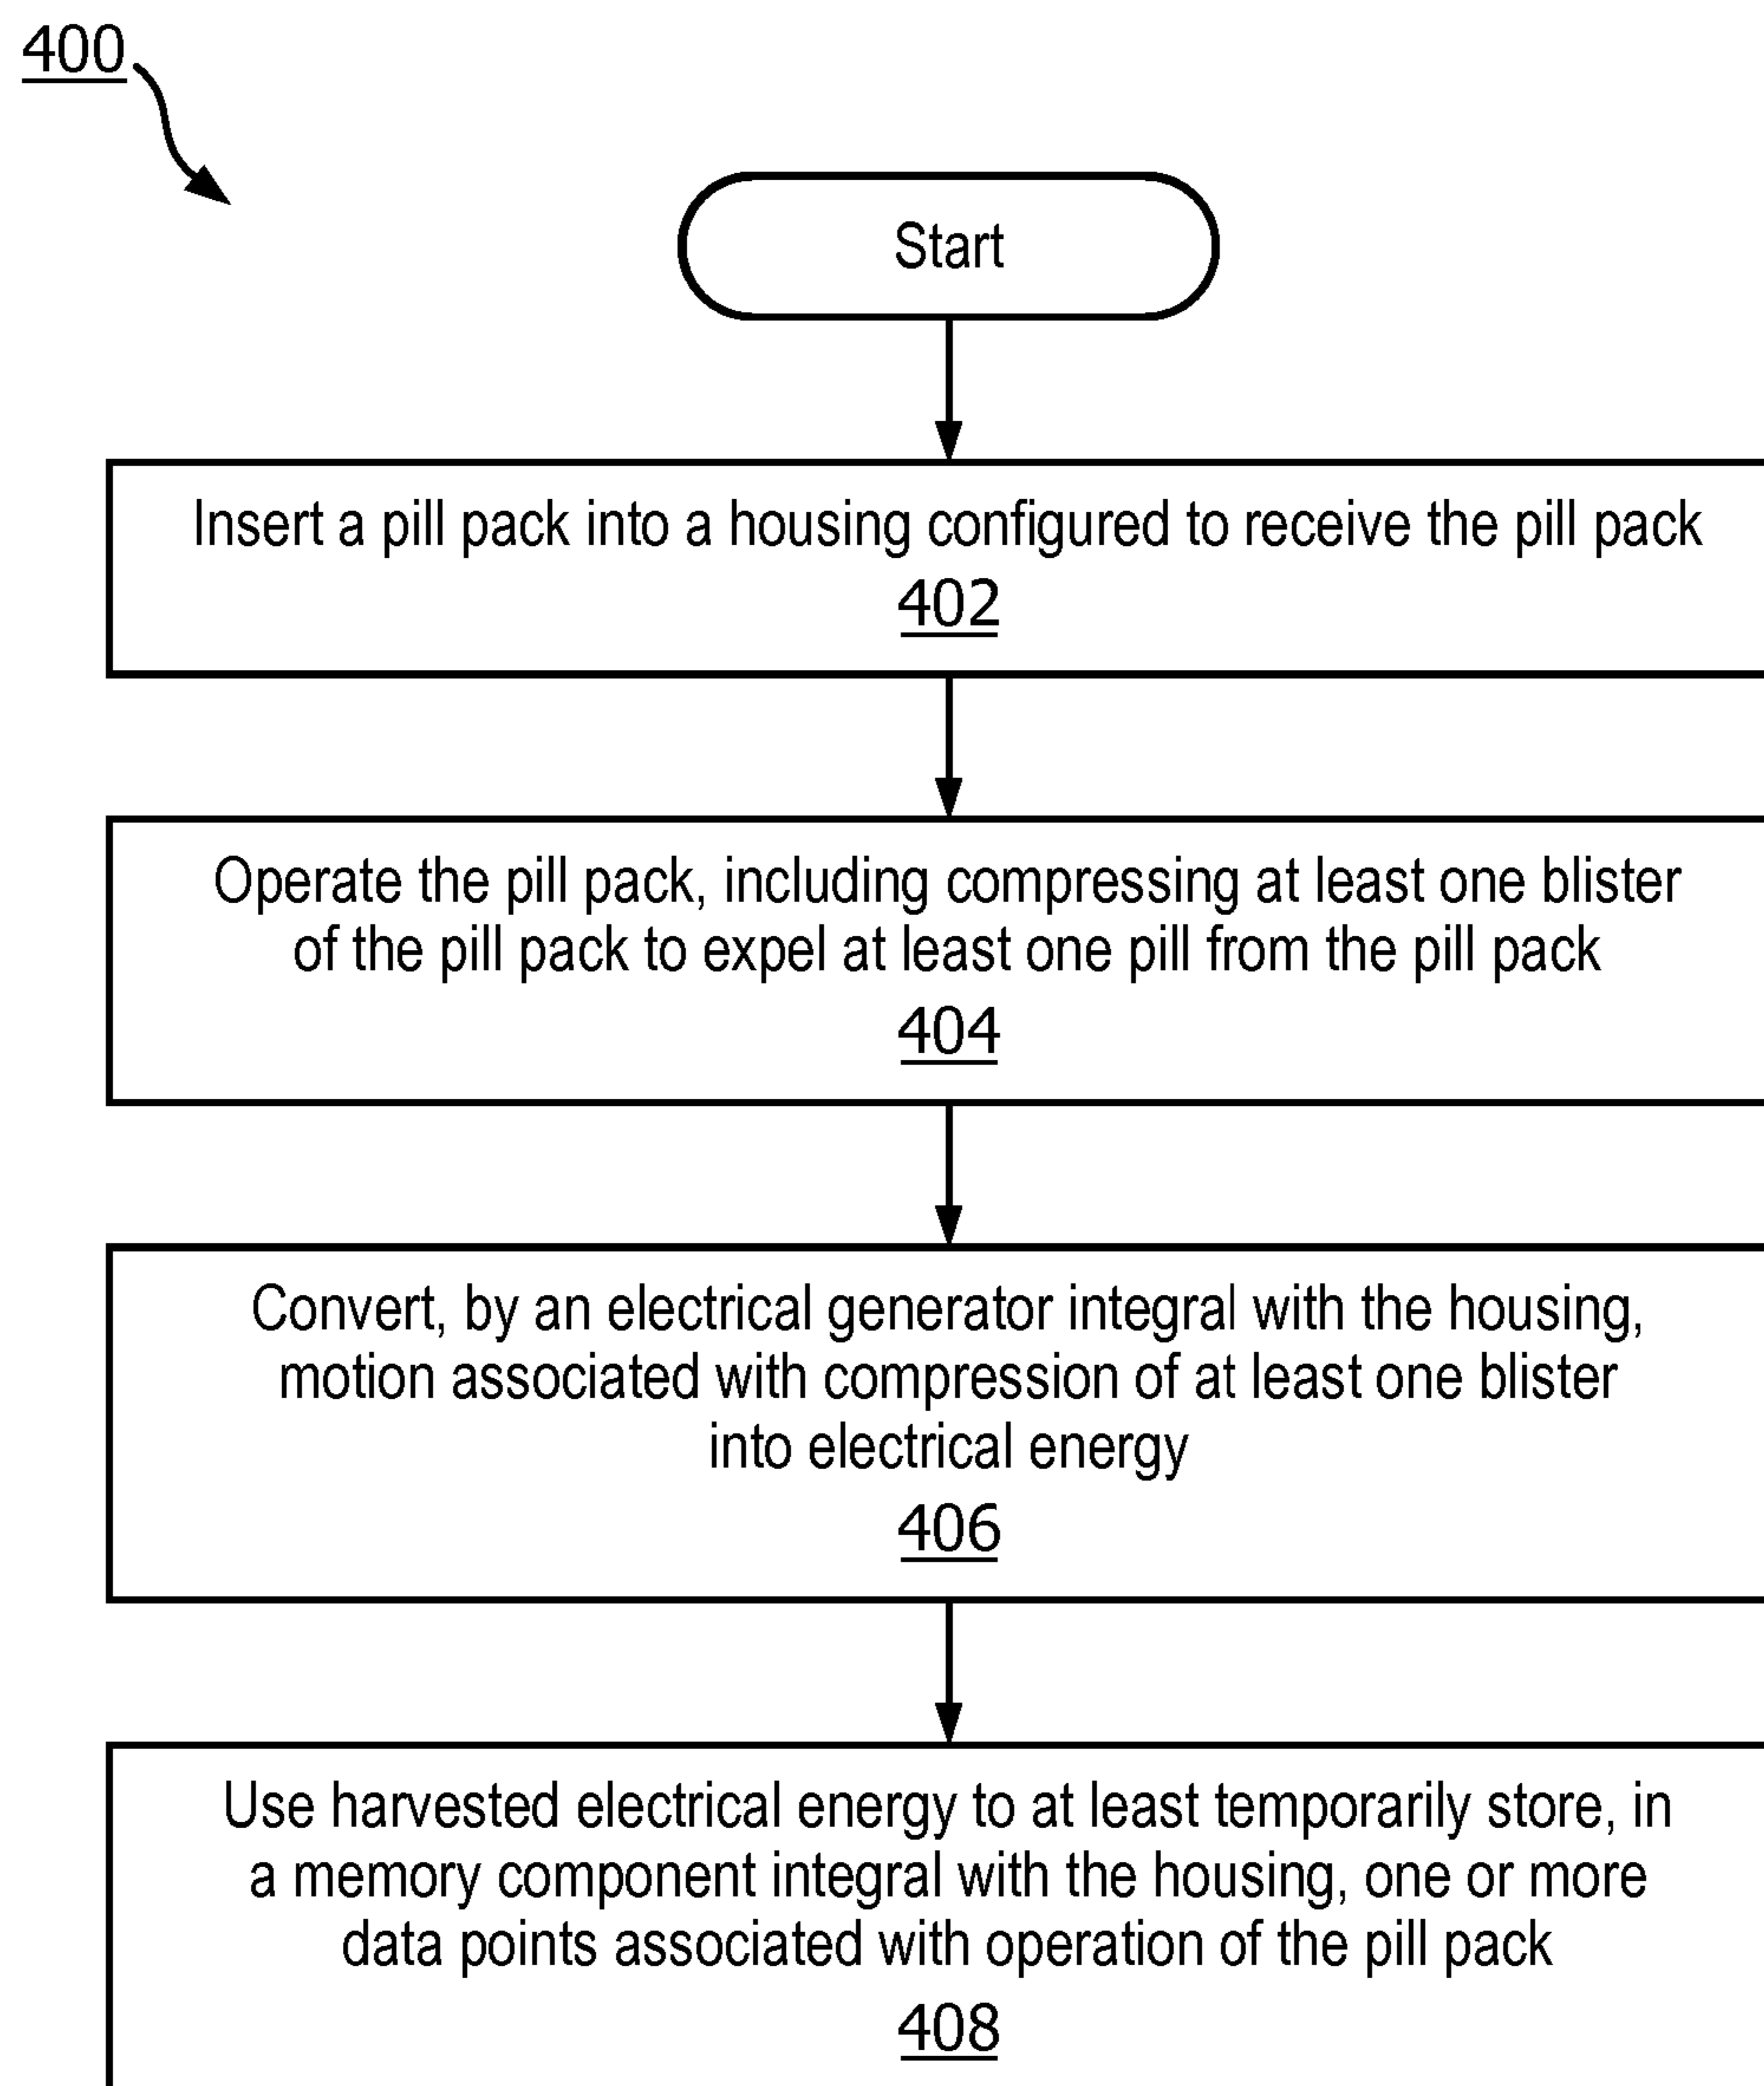 400
Start
Insert a pill pack into a housing configured to receive the pill pack
402
Operate the pill pack, including compressing at least one blister
of the pill pack to expel at least one pill from the pill pack
404
Convert, by an electrical generator integral with the housing,
motion associated with compression of at least one blister
into electrical energy
406
Use harvested electrical energy to at least temporarily store, in
a memory component integral with the housing, one or more
data points associated with operation of the pill pack
408